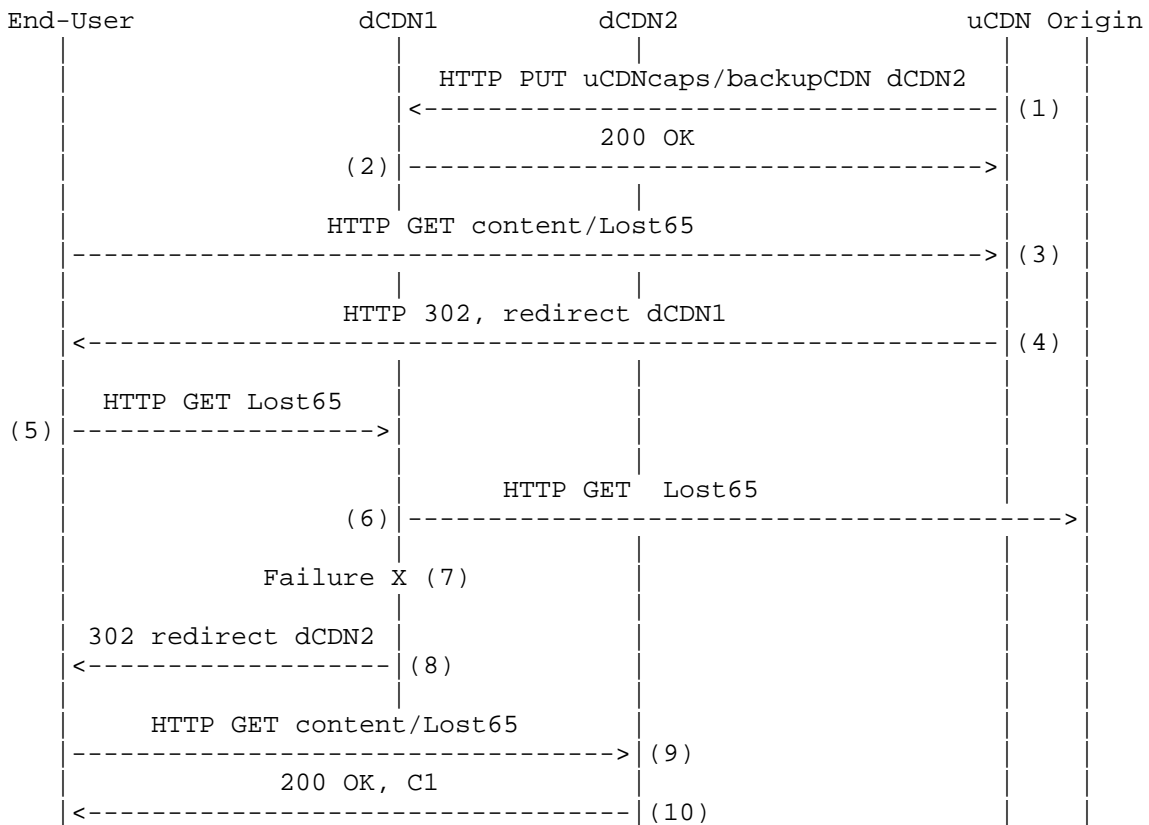 End-User dCDN1 dCDN2 uCDN Origin
HTTP PUT uCDNcaps/backupCDN dCDN2
(1)
200 OK
(2)
HTTP GET content/Lost65
(3)
HTTP 302, redirect dCDN1
(4)
HTTP GET Lost65
(5)
HTTP GET Lost65
(6)
Failure X (7)
302 redirect dCDN2
(8)
HTTP GET content/Lost65
(9)
200 OK, C1
(10)